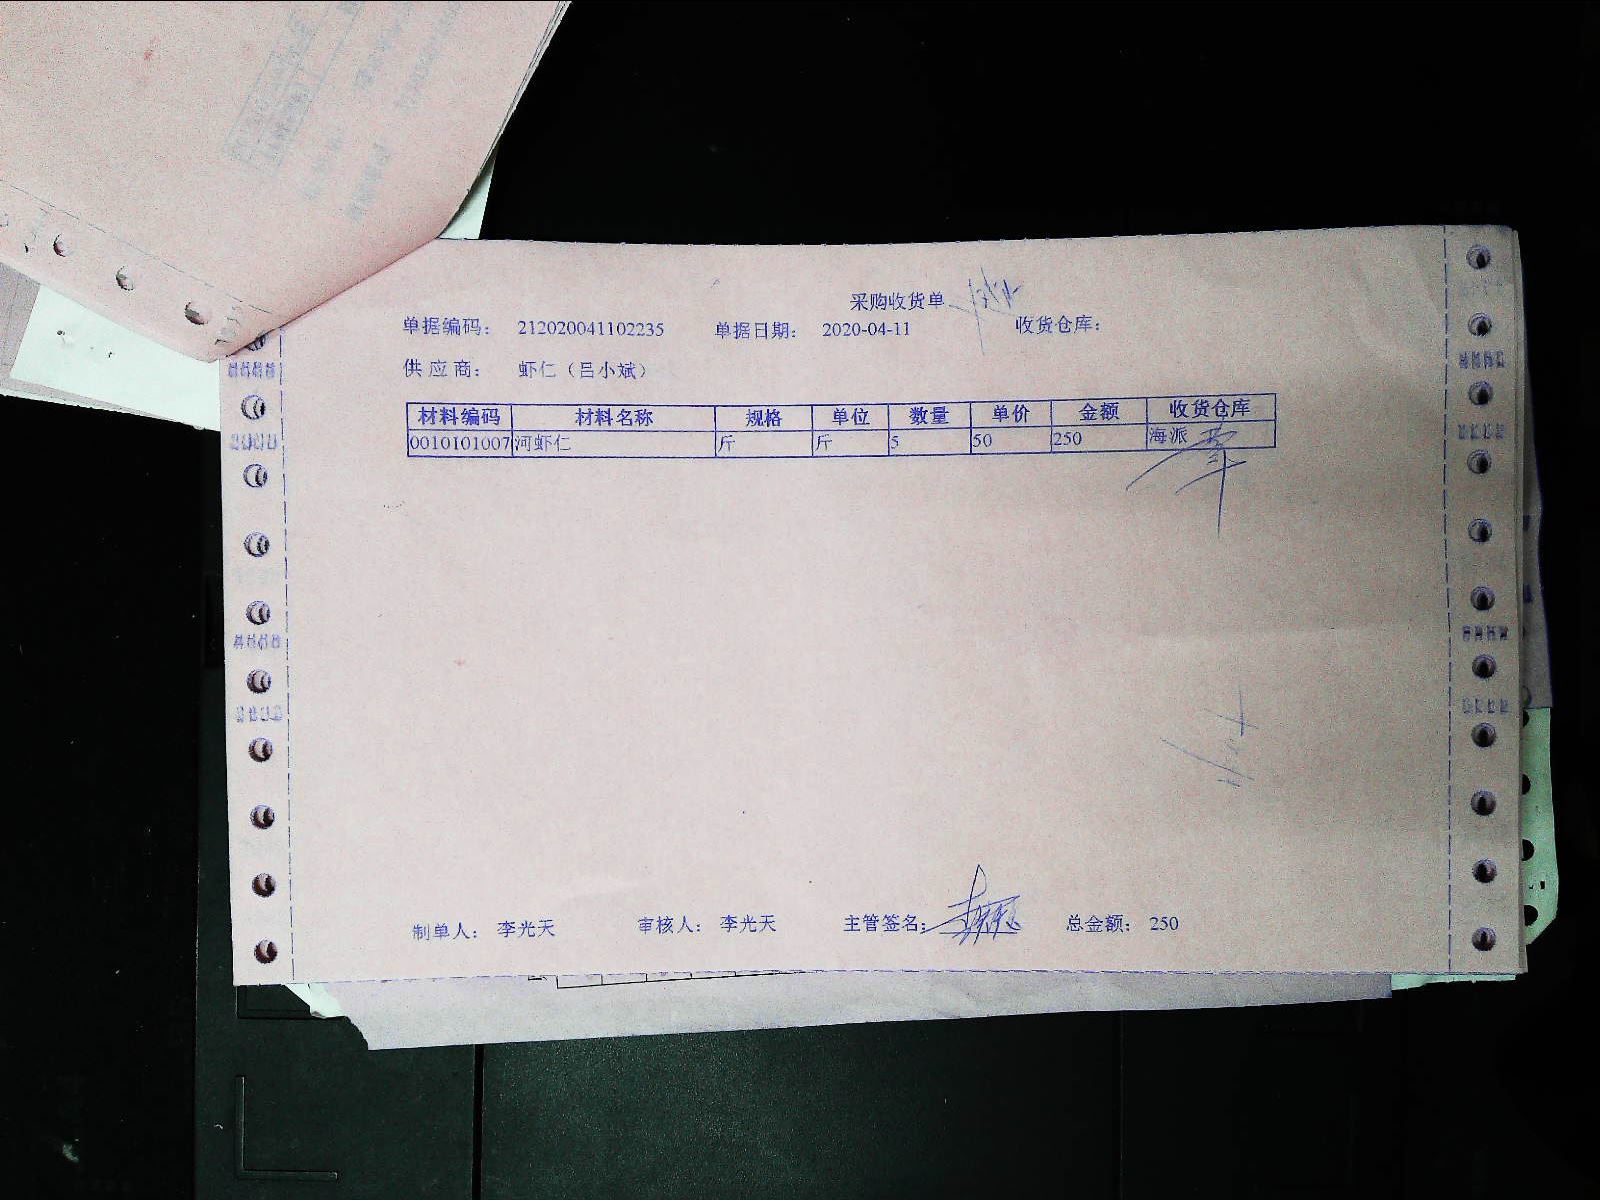 采购收货单
单据编码： 212020041102235 单据日期： 2020-04-11 收货仓库：
供应商： 虾仁（吕小斌）
材料编码 材料名称 规格 单位 数量 单价 金额 收货仓库
0010101007 河虾仁 斤 斤 5 50 250 海派
制单人： 李光天 审核人： 李光天 主管签名： 总金额： 250